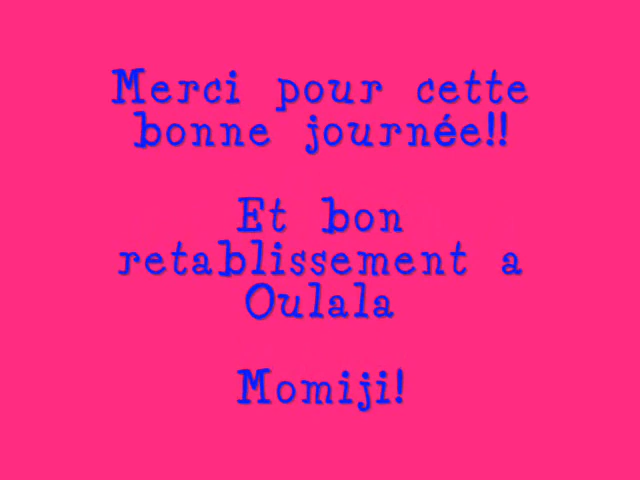 Merci pour cette
bonne journée!!
Et bon
retablissement a
Oulala
Momiji!